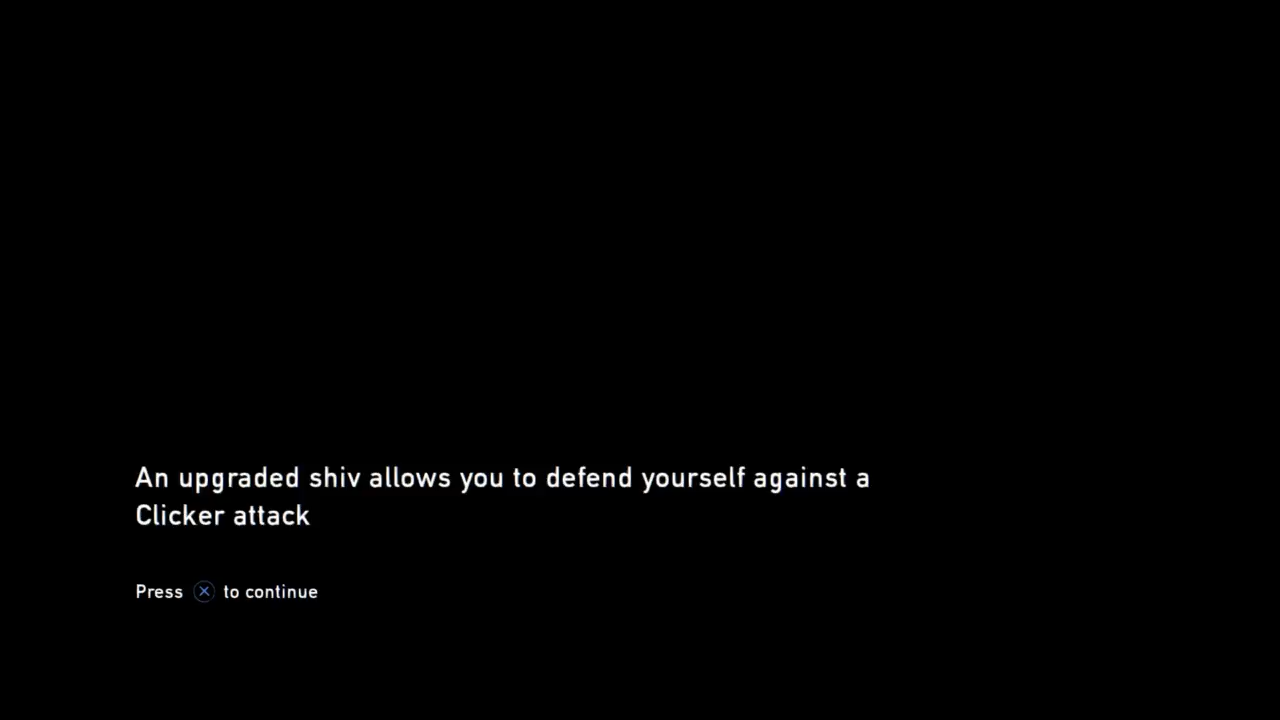 An upgraded shiv allows you to defend yourself against a
Clicker attack
Press ⓧ to continue